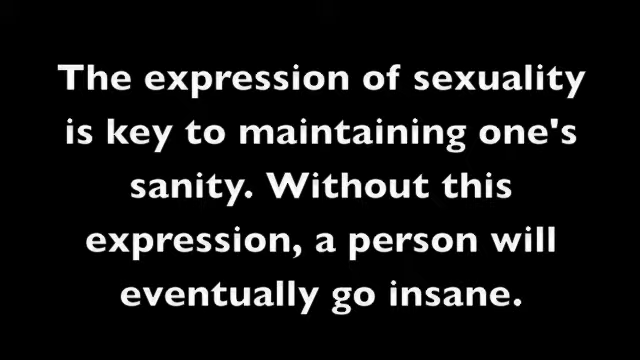 The expression of sexuality
is key to maintaining one's
sanity. Without this
expression, a person will
eventually go insane.